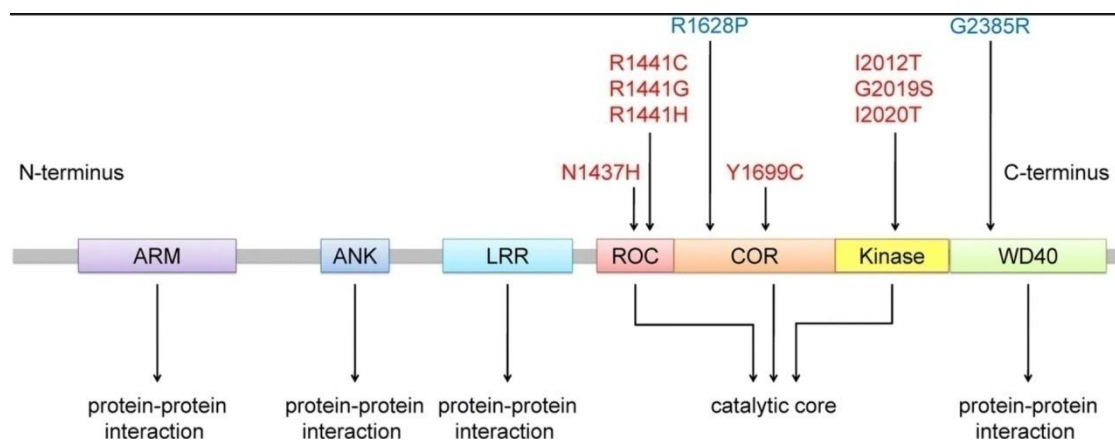 R1628P
G2385R
R1441C
R1441G
R1441H
I2012T
G2019S
I2020T
N-terminus
N1437H
Y1699C
C-terminus
ARM
ANK
LRR
ROC
COR
Kinase
WD40
protein-protein
interaction
protein-protein
interaction
protein-protein
interaction
catalytic core
protein-protein
interaction